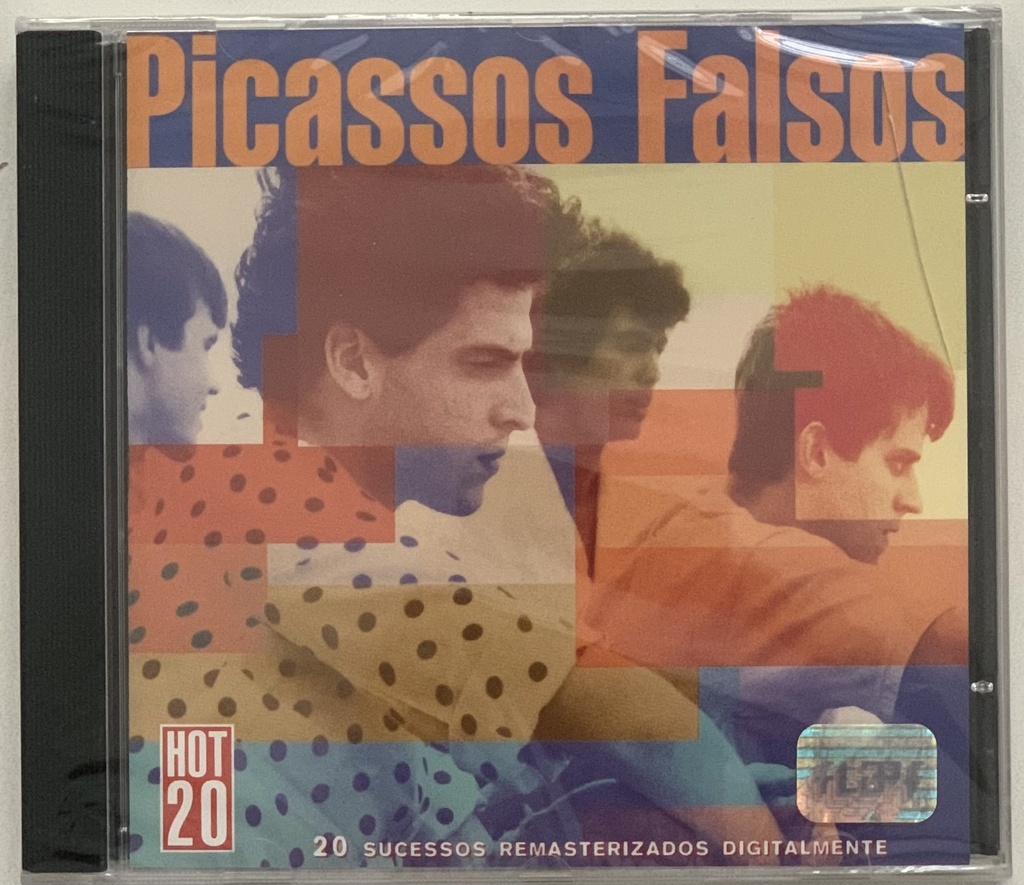 Picassos Falsos
HOT
20
20 SUCESSOS REMASTERIZADOS DIGITALMENTE